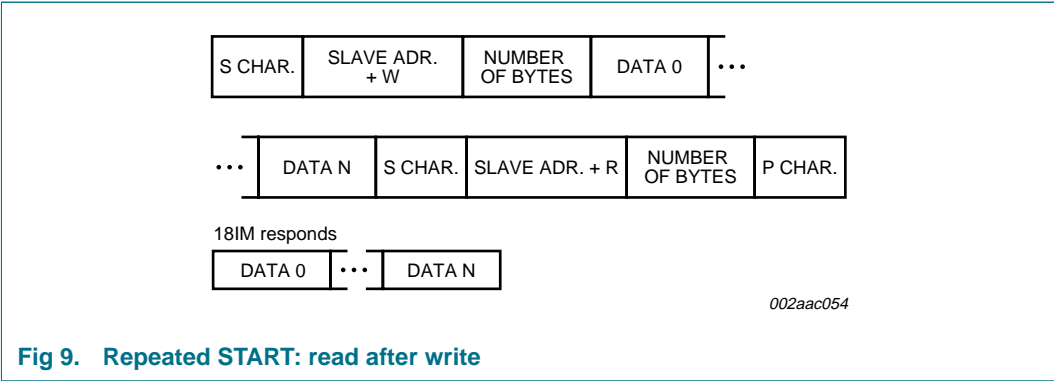 S CHAR. SLAVE ADR. + W NUMBER OF BYTES DATA 0 •••
••• DATA N S CHAR. SLAVE ADR. + R NUMBER OF BYTES P CHAR.
18IM responds
DATA 0 ••• DATA N
002aac054
Fig 9. Repeated START: read after write